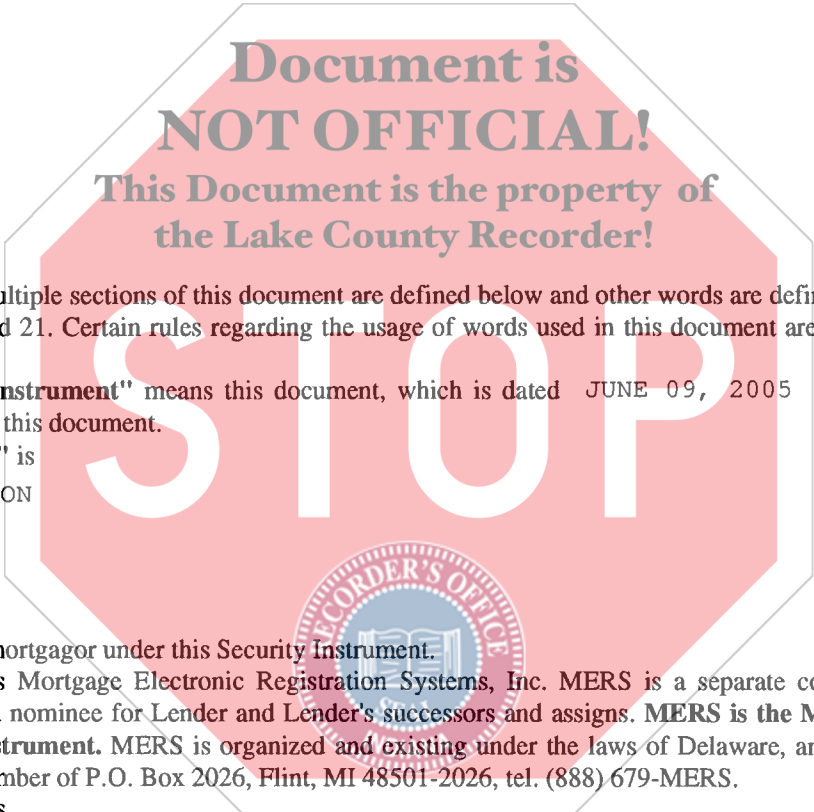 Document is
NOT OFFICIAL!
This Document is the property of
the Lake County Recorder!
ultiple sections of this document are defined below and other words are defin
d 21. Certain rules regarding the usage of words used in this document are
STOP
nstrument" means this document, which is dated JUNE 09, 2005
this document.
" is
ON
RECORDER'S OFFICE
nortgagor under this Security Instrument.
s Mortgage Electronic Registration Systems, Inc. MERS is a separate co
nominee for Lender and Lender's successors and assigns. MERS is the M
SEAL
strument. MERS is organized and existing under the laws of Delaware, an
mber of P.O. Box 2026, Flint, MI 48501-2026, tel. (888) 679-MERS.